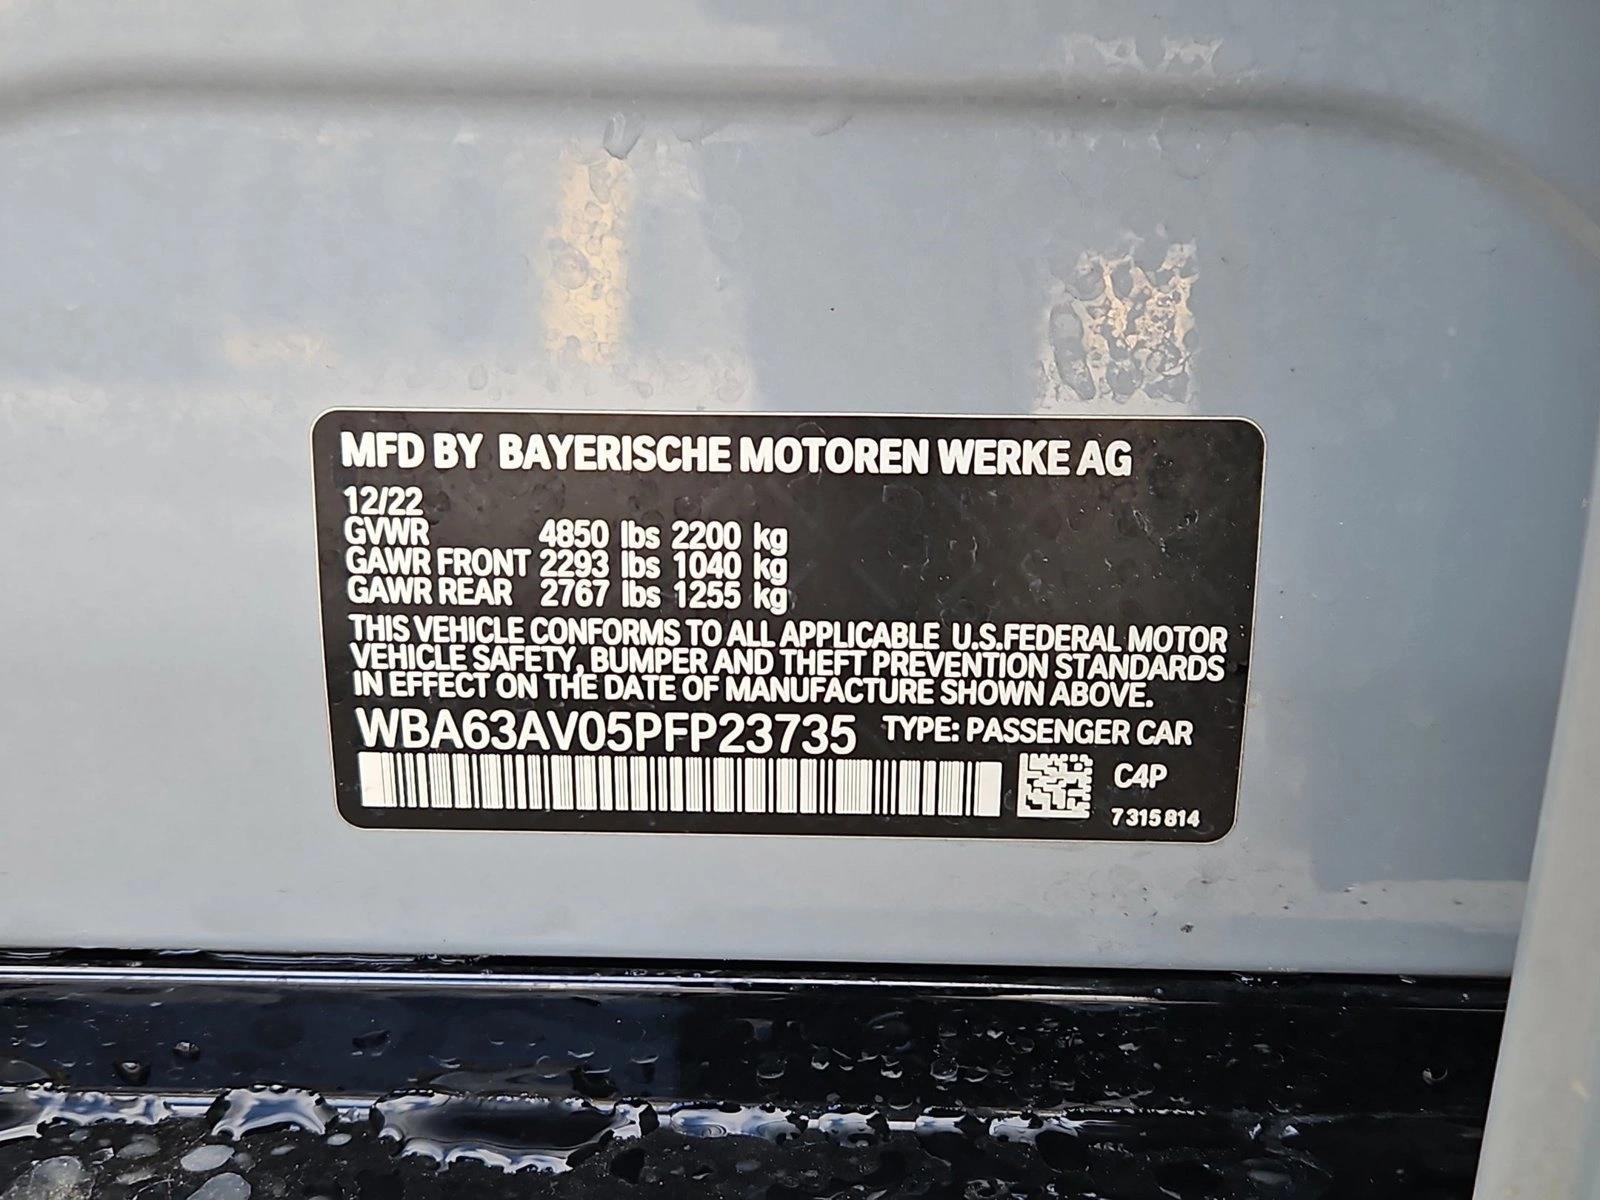 MFD BY BAYERISCHE MOTOREN WERKE AG
12/22
GVWR 4850 lbs 2200 kg
GAWR FRONT 2293 lbs 1040 kg
GAWR REAR 2767 lbs 1255 kg
THIS VEHICLE CONFORMS TO ALL APPLICABLE U.S.FEDERAL MOTOR
VEHICLE SAFETY, BUMPER AND THEFT PREVENTION STANDARDS
IN EFFECT ON THE DATE OF MANUFACTURE SHOWN ABOVE.
WBA63AV05PFP23735 TYPE: PASSENGER CAR
C4P
7 315 814